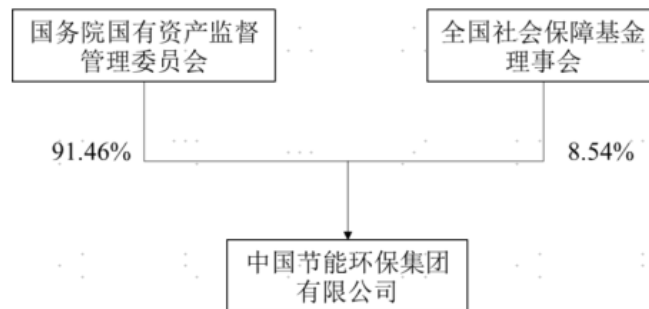 国务院国有资产监督
管理委员会
全国社会保障基金
理事会
91.46%
8.54%
中国节能环保集团
有限公司